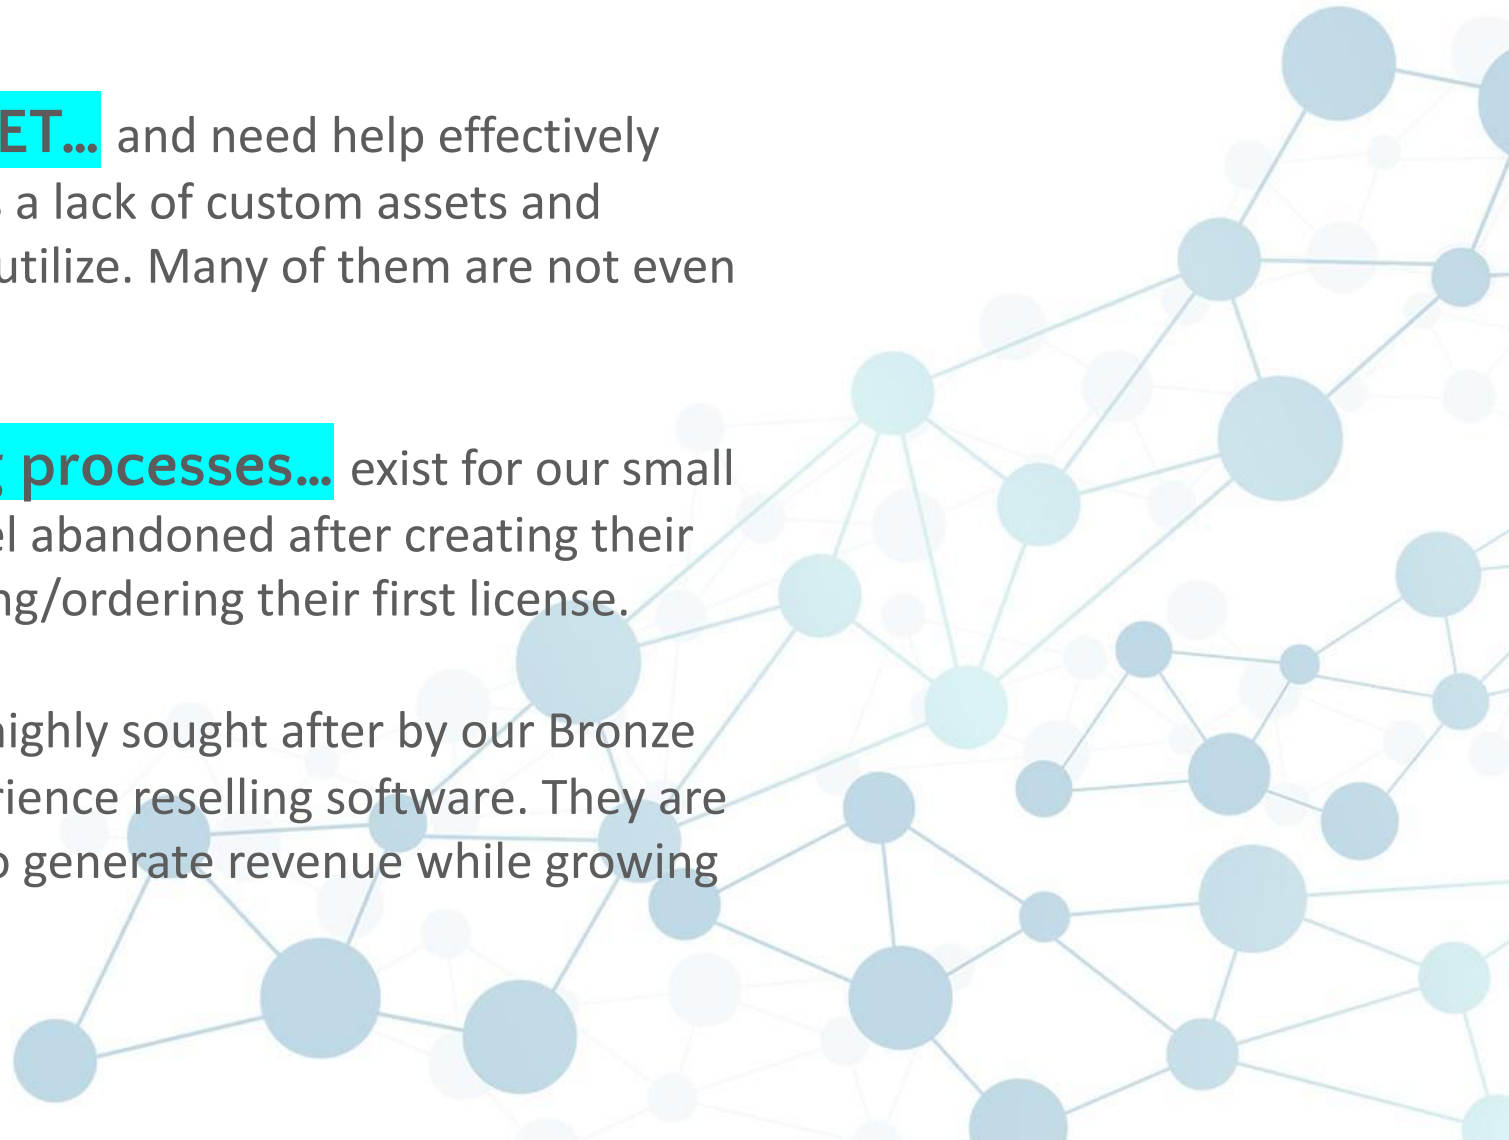 ET… and need help effectively
a lack of custom assets and
utilize. Many of them are not even
processes… exist for our small
abandoned after creating their
ng/ordering their first license.
highly sought after by our Bronze
rience reselling software. They are
generate revenue while growing